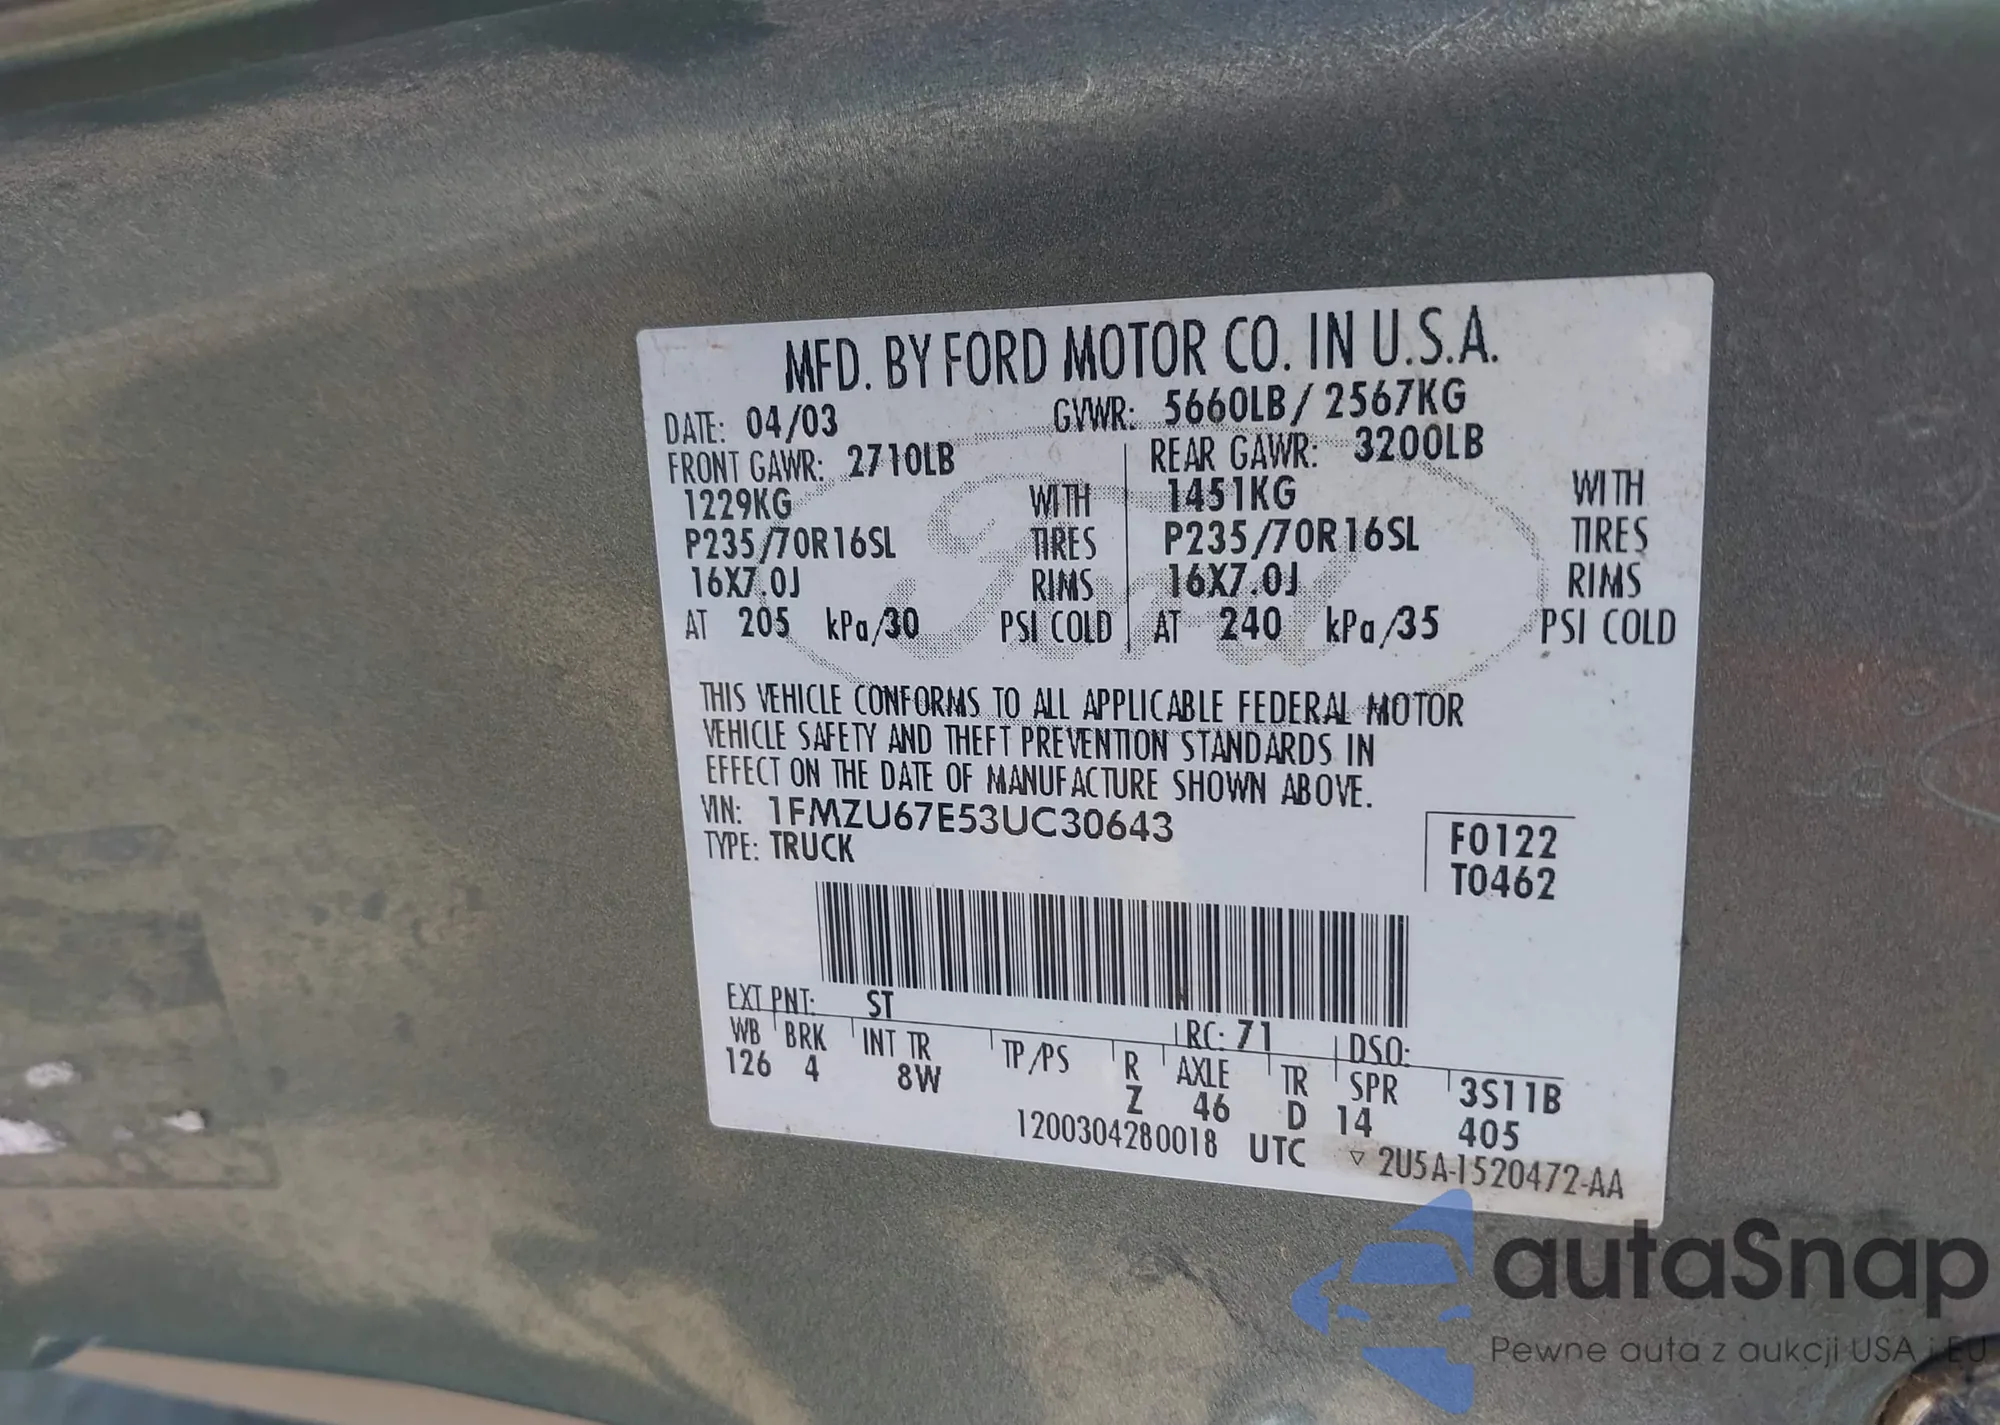 MFD. BY FORD MOTOR CO. IN U.S.A.
DATE: 04/03 GVWR: 5660LB / 2567KG
FRONT GAWR: 2710LB REAR GAWR: 3200LB
1229KG WITH 1451KG WITH
P235/70R16SL TIRES P235/70R16SL TIRES
16X7.0J RIMS 16X7.0J RIMS
AT 205 kPa/30 PSI COLD AT 240 kPa/35 PSI COLD
Ford
THIS VEHICLE CONFORMS TO ALL APPLICABLE FEDERAL MOTOR
VEHICLE SAFETY AND THEFT PREVENTION STANDARDS IN
EFFECT ON THE DATE OF MANUFACTURE SHOWN ABOVE.
VIN: 1FMZU67E53UC30643
TYPE: TRUCK
F0122
T0462
EXT PNT: ST RC: 71 DSO:
WB BRK INT TR TP/PS R AXLE TR SPR 3S11B
126 4 8W Z 46 D 14 405
1200304280018 UTC ▽ 2U5A-1520472-AA
autaSnap
Pewne auta z aukcji USA i EU